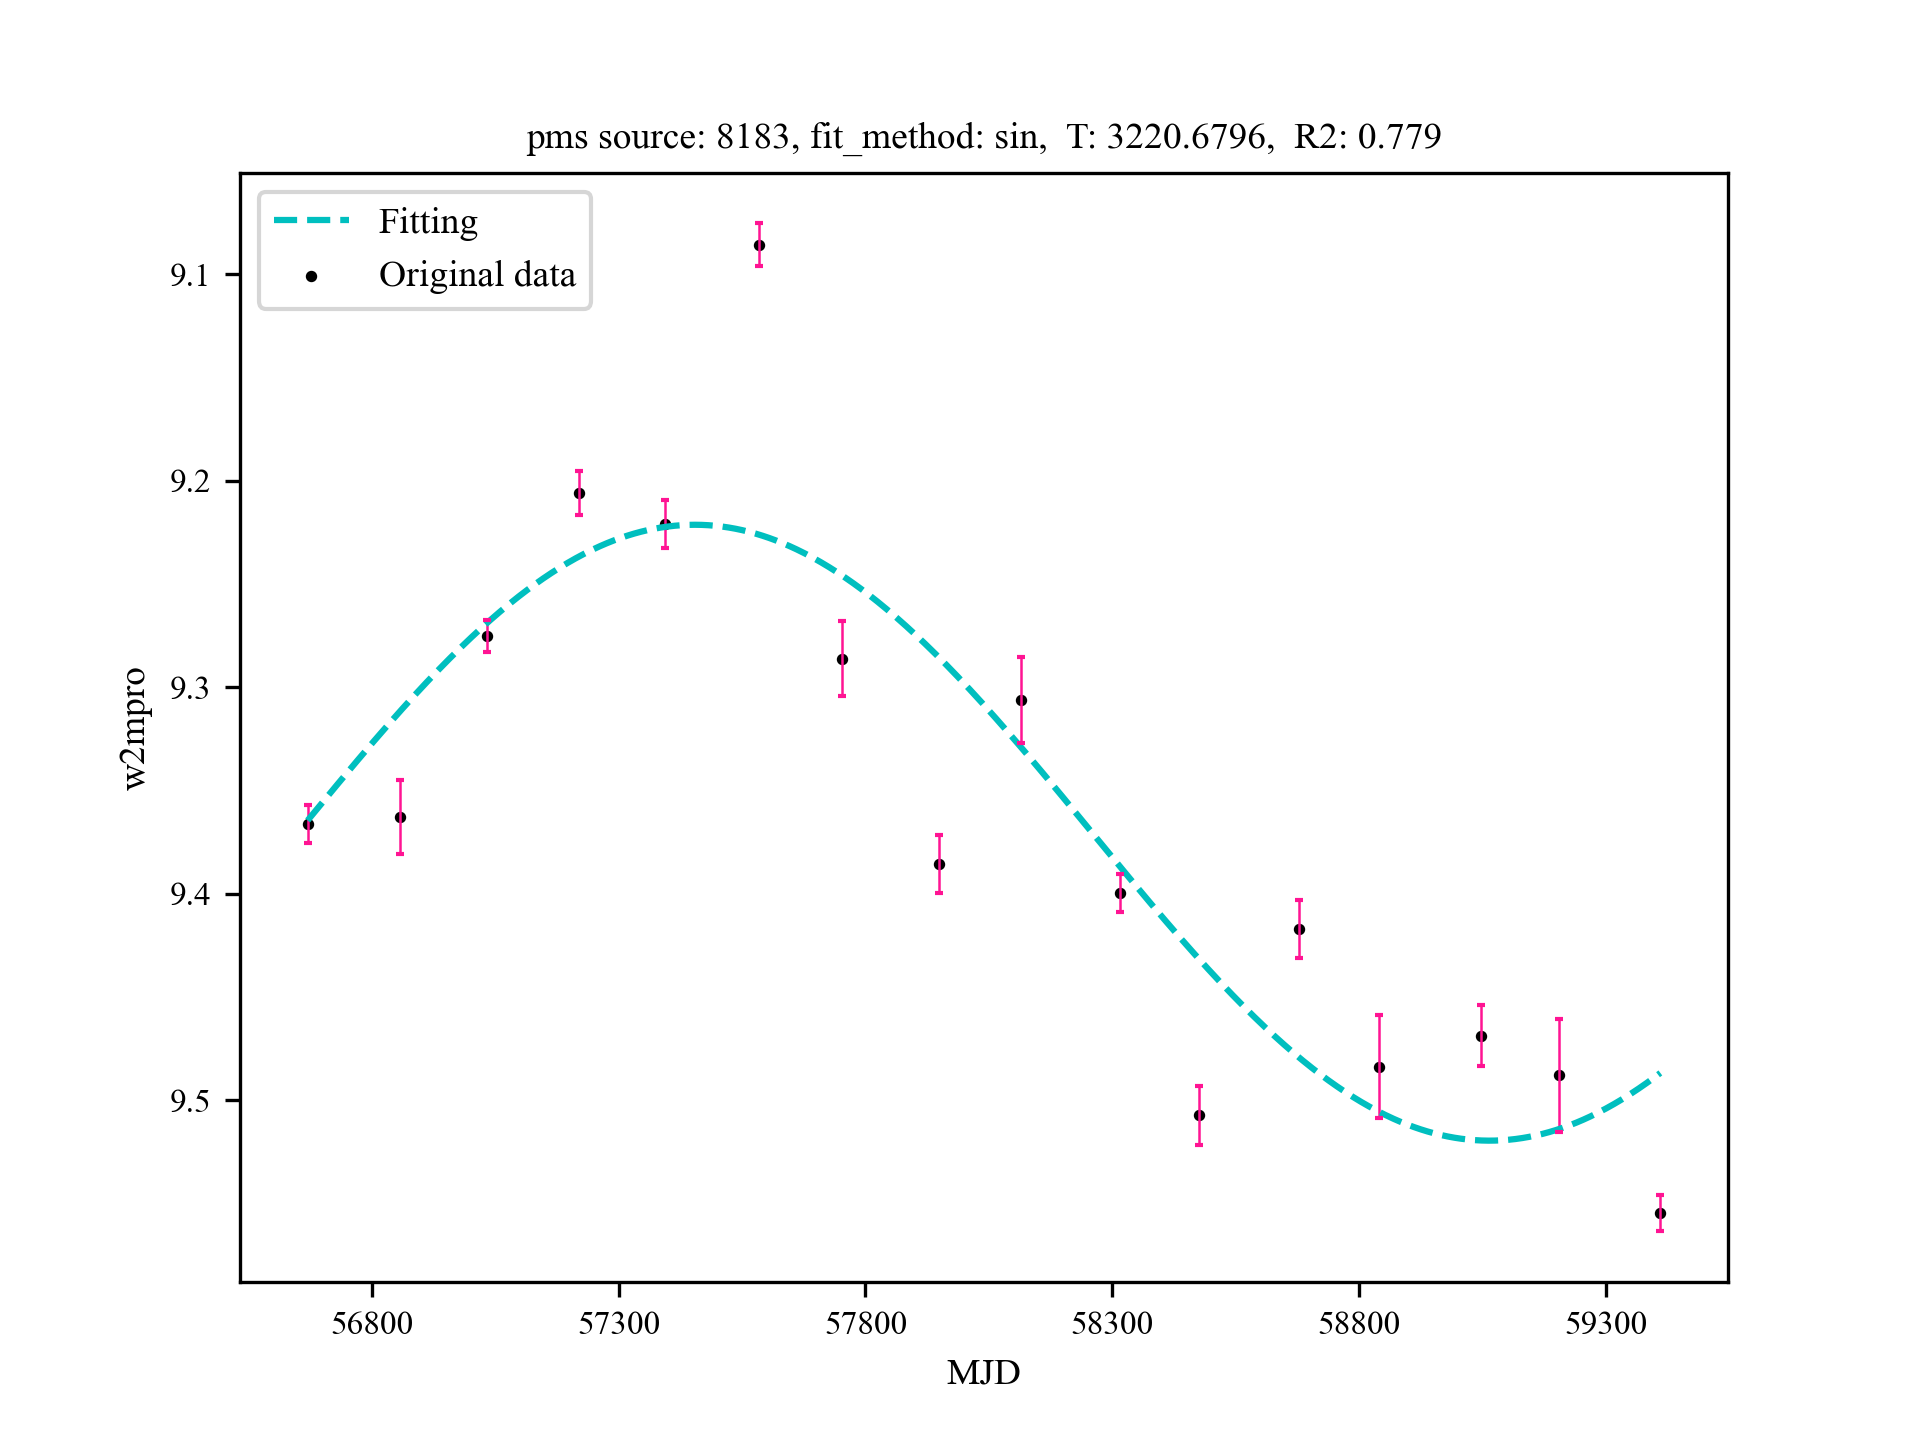 pms source: 8183, fit_method: sin,  T: 3220.6796,  R2: 0.779
Fitting
Original data
9.1
9.2
9.3
9.4
9.5
w2mpro
56800
57300
57800
58300
58800
59300
MJD